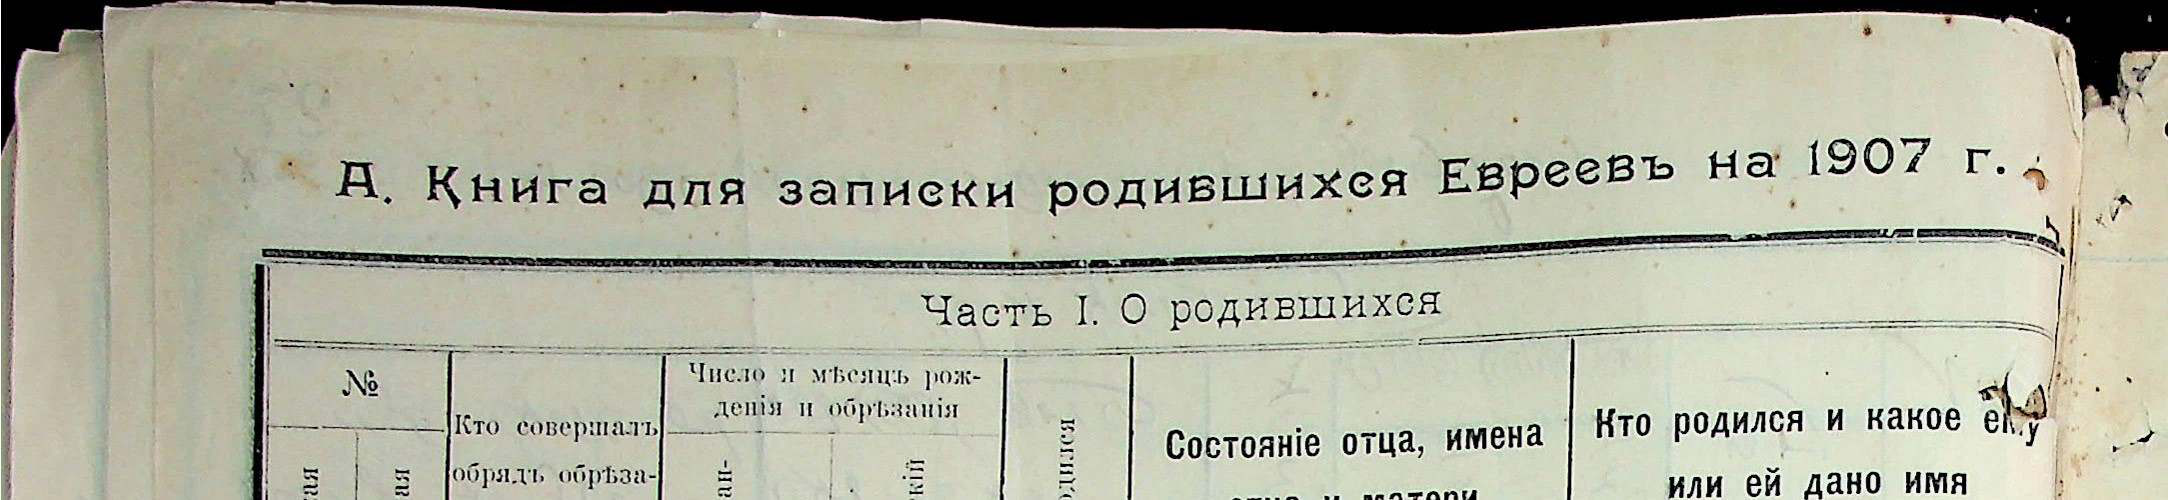 А. Книга для записки родившихся Евреевъ на 1907 г.
Часть I. О родившихся
№
Кто совершалъ
обрядъ обрѣза-
Число и мѣсяцъ рож-
денія и обрѣзанія
Состояніе отца, имена
Кто родился и какое ему
или ей дано имя